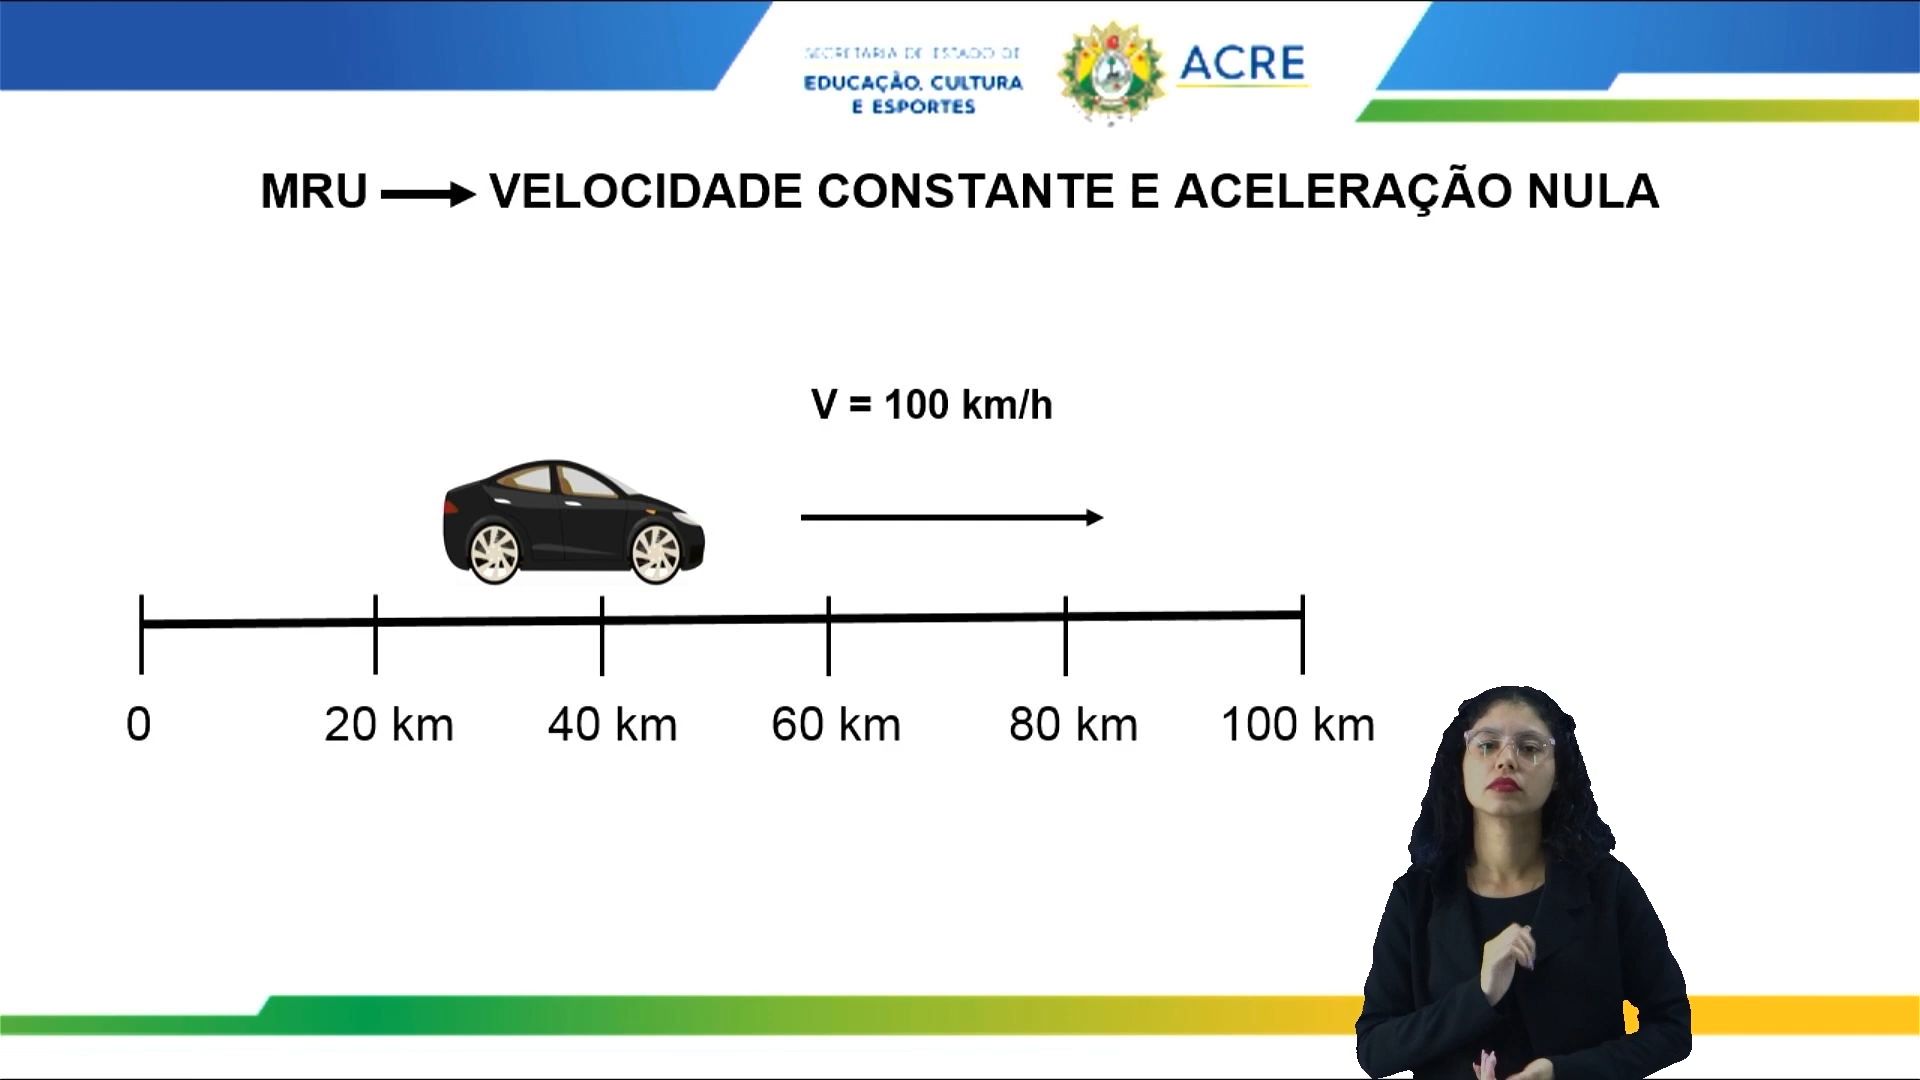 SECRETARIA DE ESTADO DE
EDUCAÇÃO, CULTURA
E ESPORTES
ACRE
MRU VELOCIDADE CONSTANTE E ACELERAÇÃO NULA
V = 100 km/h
0 20 km 40 km 60 km 80 km 100 km